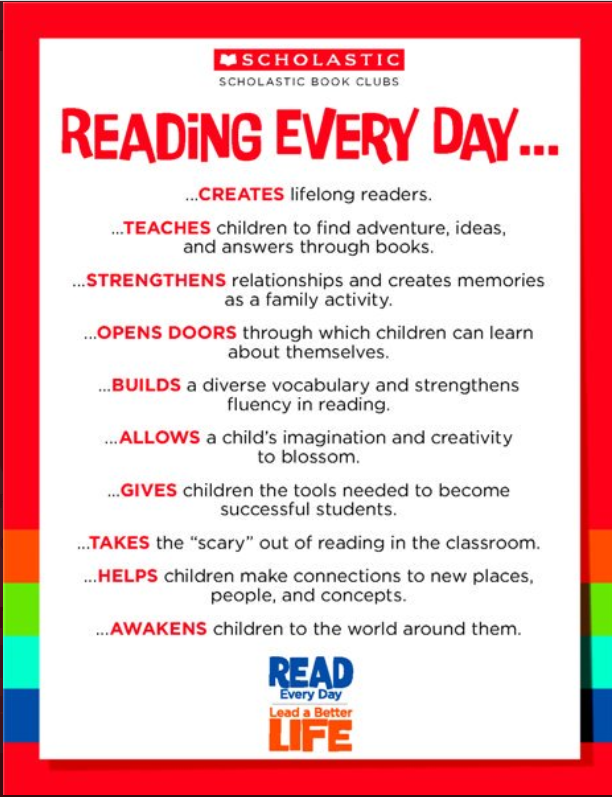 SCHOLASTIC
SCHOLASTIC BOOK CLUBS
READiNG EVERY DAY...
...CREATES lifelong readers.
...TEACHES children to find adventure, ideas,
and answers through books.
...STRENGTHENS relationships and creates memories
as a family activity.
...OPENS DOORS through which children can learn
about themselves.
...BUILDS a diverse vocabulary and strengthens
fluency in reading.
...ALLOWS a child’s imagination and creativity
to blossom.
...GIVES children the tools needed to become
successful students.
...TAKES the “scary” out of reading in the classroom.
...HELPS children make connections to new places,
people, and concepts.
...AWAKENS children to the world around them.
READ
Every Day
Lead a Better
LIFE